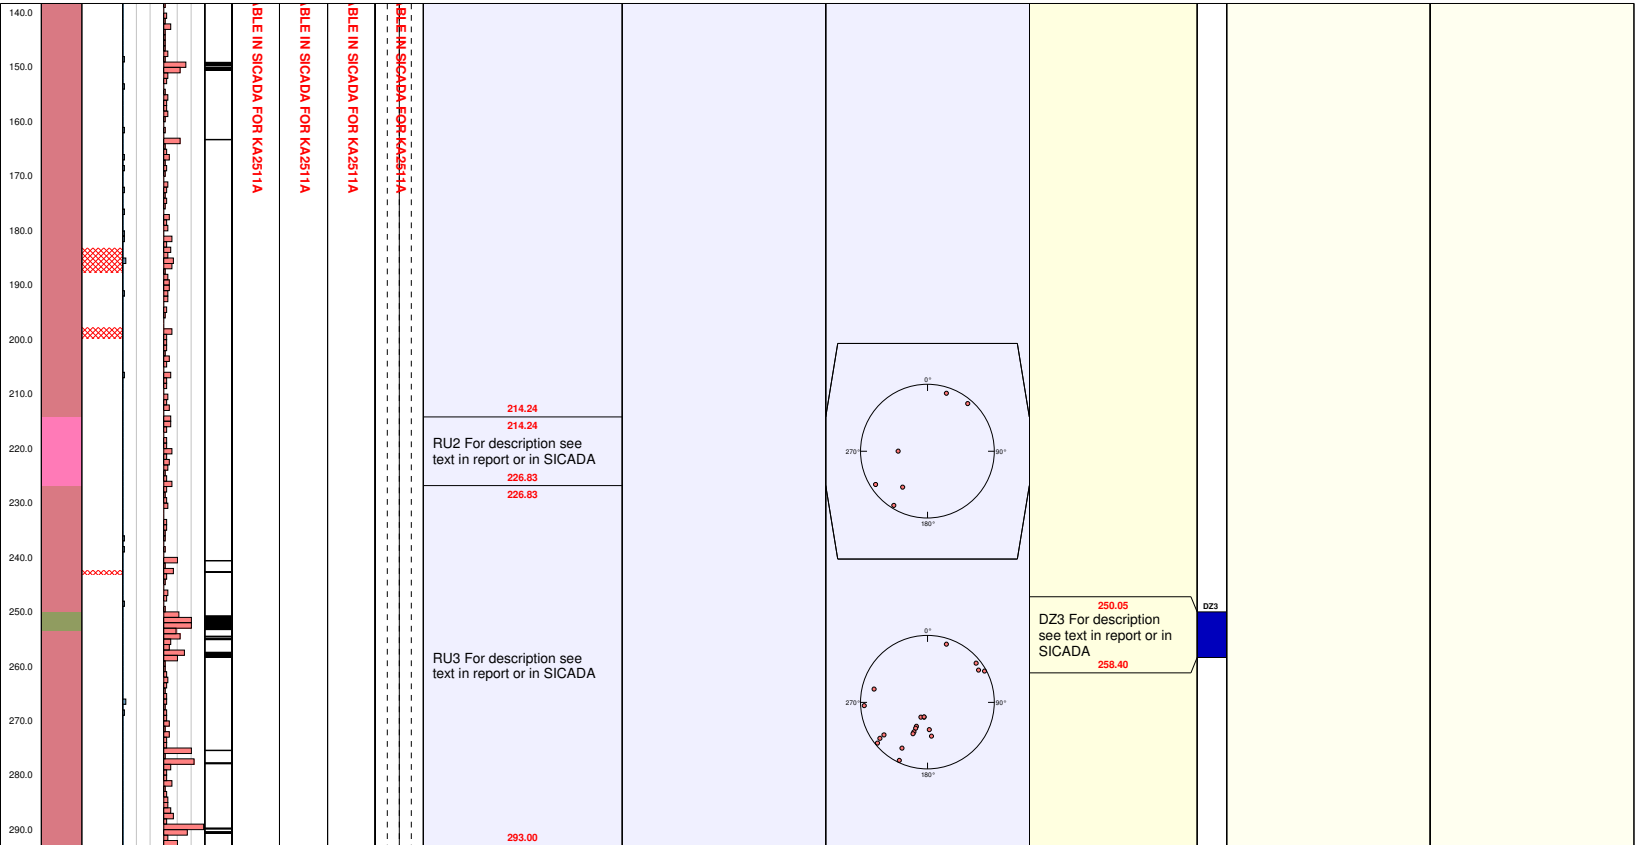 140.0
150.0
160.0
170.0
180.0
190.0
200.0
210.0
220.0
230.0
240.0
250.0
260.0
270.0
280.0
290.0
ABLE IN SICADA FOR KA2511A
ABLE IN SICADA FOR KA2511A
ABLE IN SICADA FOR KA2511A
BLE IN SICADA FOR KA2511A
214.24
214.24
RU2 For description see
text in report or in SICADA
226.83
226.83
RU3 For description see
text in report or in SICADA
293.00
0°
270°
90°
180°
0°
270°
90°
180°
250.05
DZ3 For description
see text in report or in
SICADA
258.40
DZ3